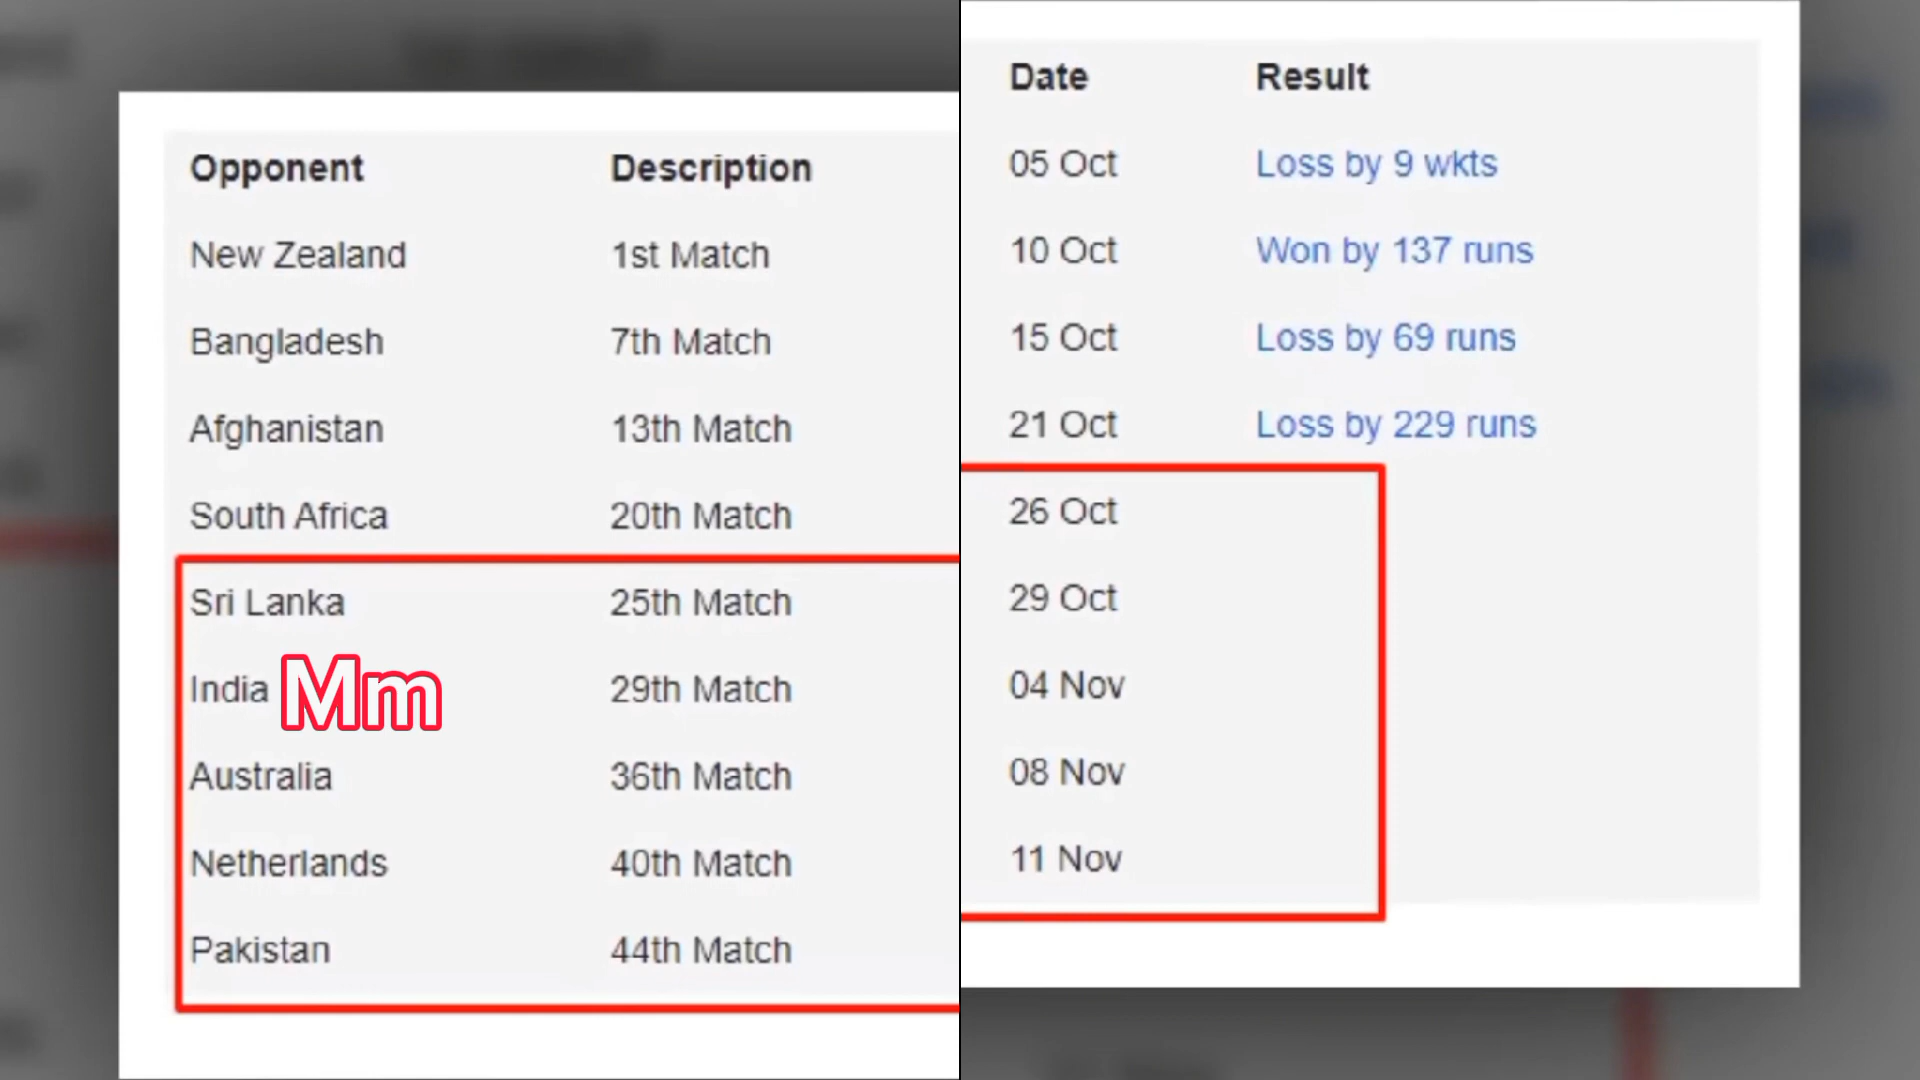 Opponent Description
New Zealand 1st Match
Bangladesh 7th Match
Afghanistan 13th Match
South Africa 20th Match
Sri Lanka 25th Match
India Mm 29th Match
Australia 36th Match
Netherlands 40th Match
Pakistan 44th Match
Date Result
05 Oct Loss by 9 wkts
10 Oct Won by 137 runs
15 Oct Loss by 69 runs
21 Oct Loss by 229 runs
26 Oct
29 Oct
04 Nov
08 Nov
11 Nov